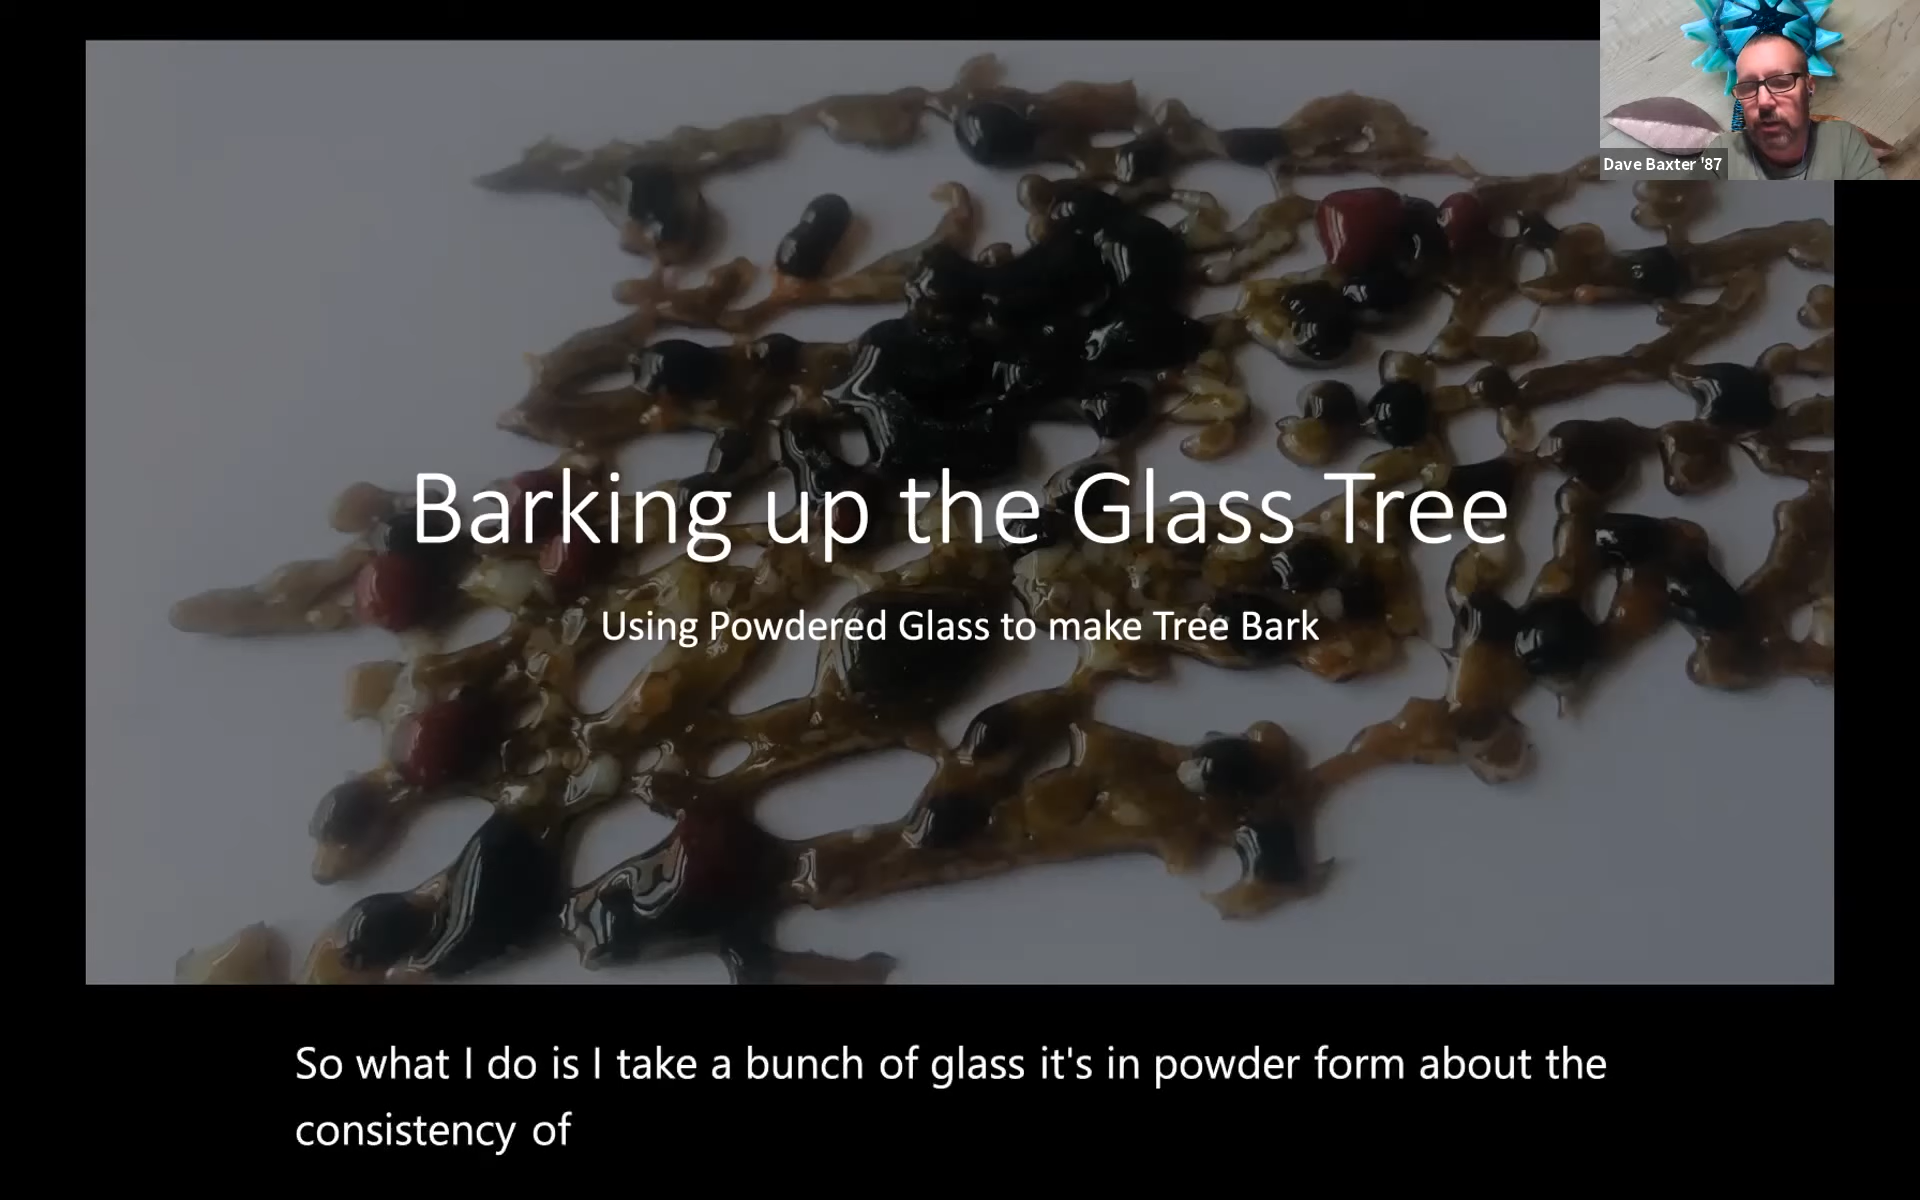 Dave Baxter '87
Barking up the Glass Tree
Using Powdered Glass to make Tree Bark
So what I do is I take a bunch of glass it's in powder form about the
consistency of